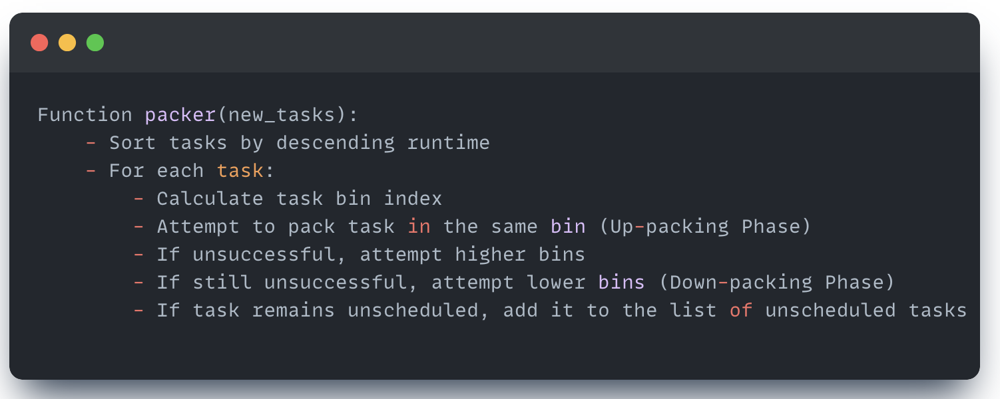 Function packer(new_tasks):
- Sort tasks by descending runtime
- For each task:
- Calculate task bin index
- Attempt to pack task in the same bin (Up-packing Phase)
- If unsuccessful, attempt higher bins
- If still unsuccessful, attempt lower bins (Down-packing Phase)
- If task remains unscheduled, add it to the list of unscheduled tasks